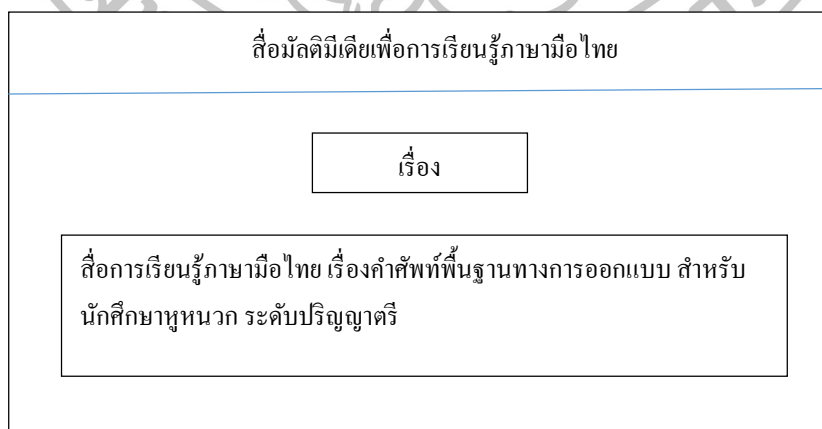 สื่อมัลติมีเดียเพื่อการเรียนรู้ภาษามือไทย
เรื่อง
สื่อการเรียนรู้ภาษามือไทย เรื่องคำศัพท์พื้นฐานทางการออกแบบ สำหรับ
นักศึกษาหูหนวก ระดับปริญญาตรี